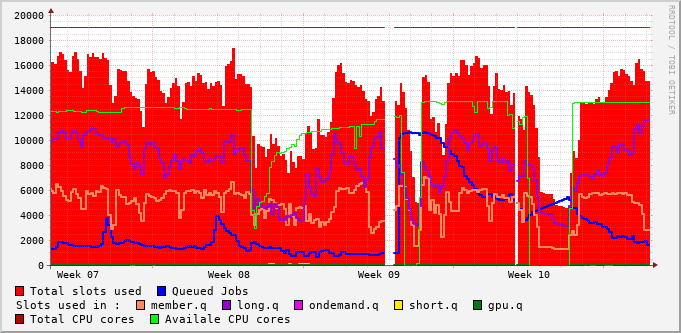 20000
18000
16000
14000
12000
10000
8000
6000
4000
2000
0
Week 07 Week 08 Week 09 Week 10
RRDTOOL / TOBI OETIKER
Total slots used Queued Jobs
Slots used in : member.q long.q ondemand.q short.q gpu.q
Total CPU cores Availale CPU cores